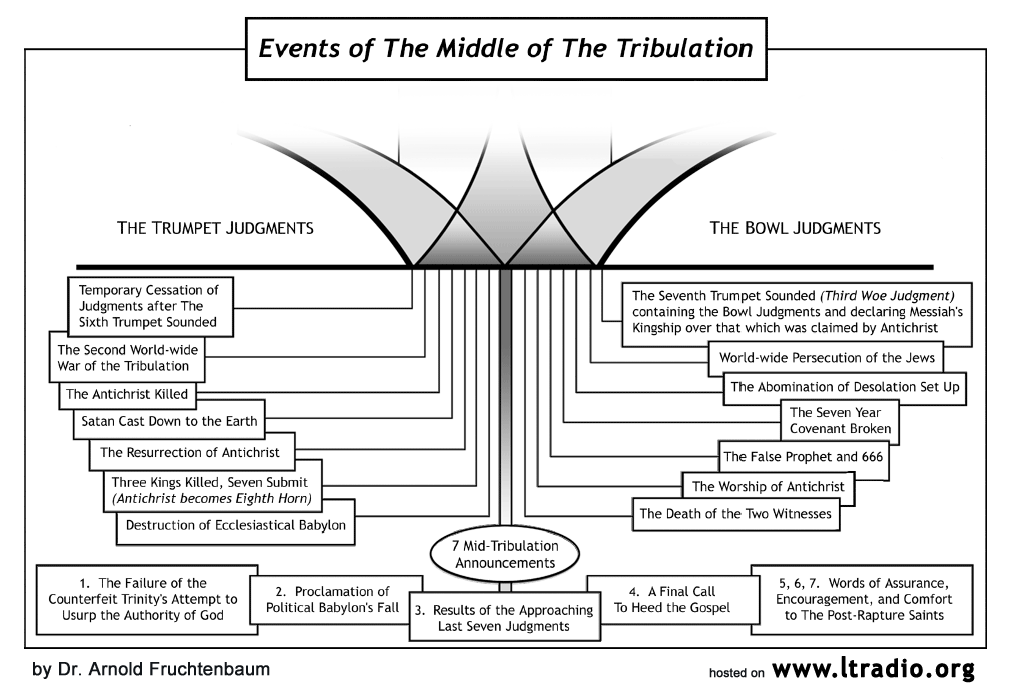 Events of The Middle of The Tribulation
THE TRUMPET JUDGMENTS
THE BOWL JUDGMENTS
Temporary Cessation of
Judgments after The
Sixth Trumpet Sounded
The Second World-wide
War of the Tribulation
The Antichrist Killed
Satan Cast Down to the Earth
The Resurrection of Antichrist
Three Kings Killed, Seven Submit
(Antichrist becomes Eighth Horn)
Destruction of Ecclesiastical Babylon
The Seventh Trumpet Sounded (Third Woe Judgment)
containing the Bowl Judgments and declaring Messiah's
Kingship over that which was claimed by Antichrist
World-wide Persecution of the Jews
The Abomination of Desolation Set Up
The Seven Year
Covenant Broken
The False Prophet and 666
The Worship of Antichrist
The Death of the Two Witnesses
7 Mid-Tribulation
Announcements
1. The Failure of the
Counterfeit Trinity's Attempt to
Usurp the Authority of God
2. Proclamation of
Political Babylon's Fall
3. Results of the Approaching
Last Seven Judgments
4. A Final Call
To Heed the Gospel
5, 6, 7. Words of Assurance,
Encouragement, and Comfort
to The Post-Rapture Saints
by Dr. Arnold Fruchtenbaum
hosted on www.ltradio.org